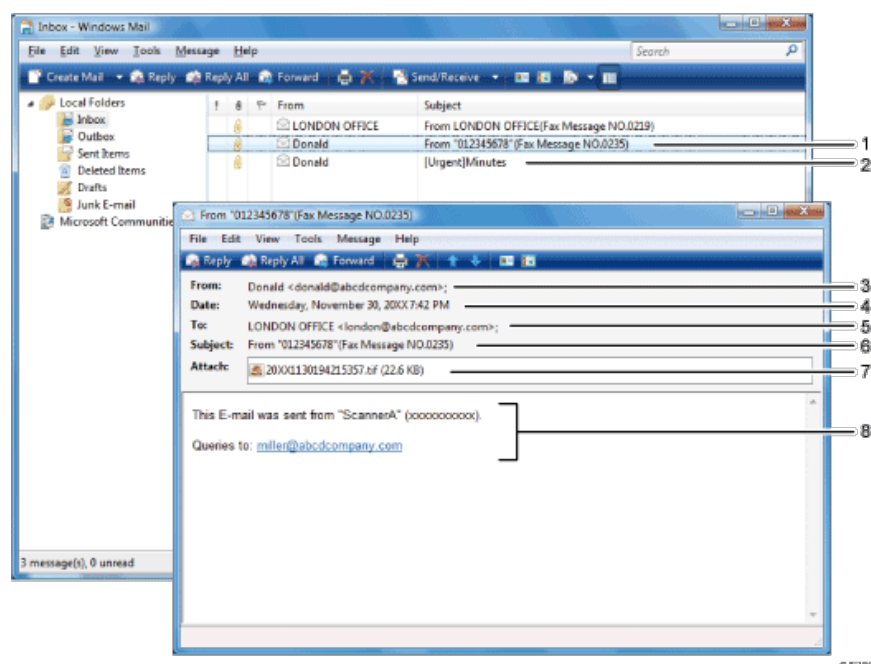 Inbox - Windows Mail
File Edit View Tools Message Help
Search
Create Mail Reply Reply All Forward Send/Receive
Local Folders
Inbox
Outbox
Sent Items
Deleted Items
Drafts
Junk E-mail
Microsoft Communitie
! From Subject
LONDON OFFICE From LONDON OFFICE(Fax Message NO.0219)
Donald From "012345678"(Fax Message NO.0235) 1
Donald [Urgent]Minutes 2
From "012345678"(Fax Message NO.0235)
File Edit View Tools Message Help
Reply Reply All Forward
From: Donald <donald@abcdcompany.com>; 3
Date: Wednesday, November 30, 20XX 7:42 PM 4
To: LONDON OFFICE <london@abcdcompany.com>; 5
Subject: From "012345678"(Fax Message NO.0235) 6
Attach: 20XX1130194215357.tif (22.6 KB) 7
This E-mail was sent from "ScannerA" (xxxxxxxxxxx). 8
Queries to: miller@abcdcompany.com
3 message(s), 0 unread